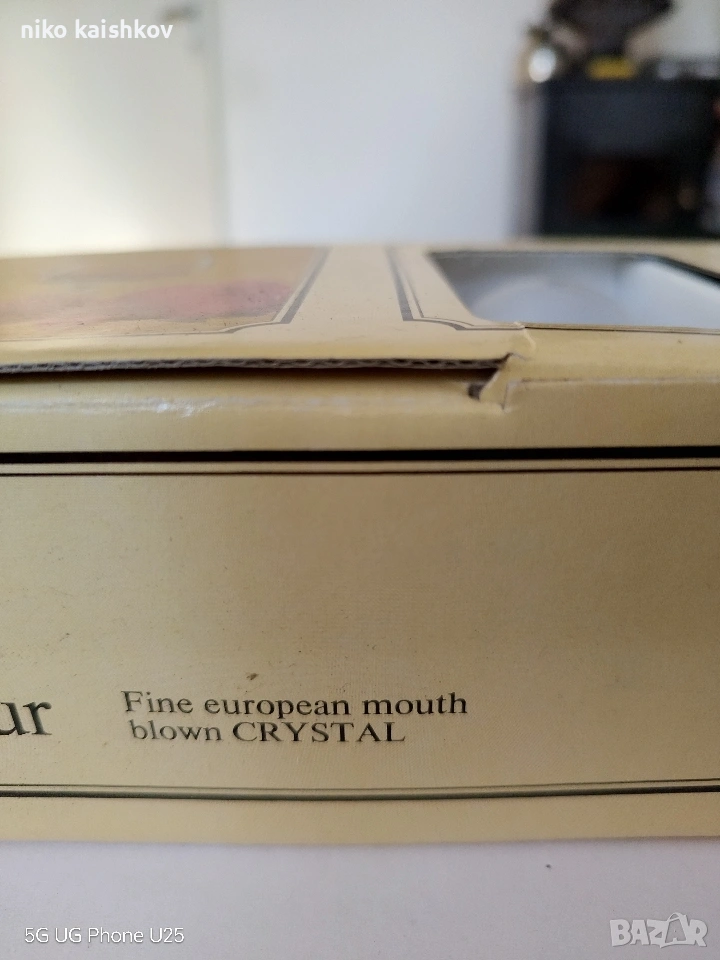 niko kaishkov
ur
Fine european mouth
blown CRYSTAL
5G UG Phone U25
BAZAR